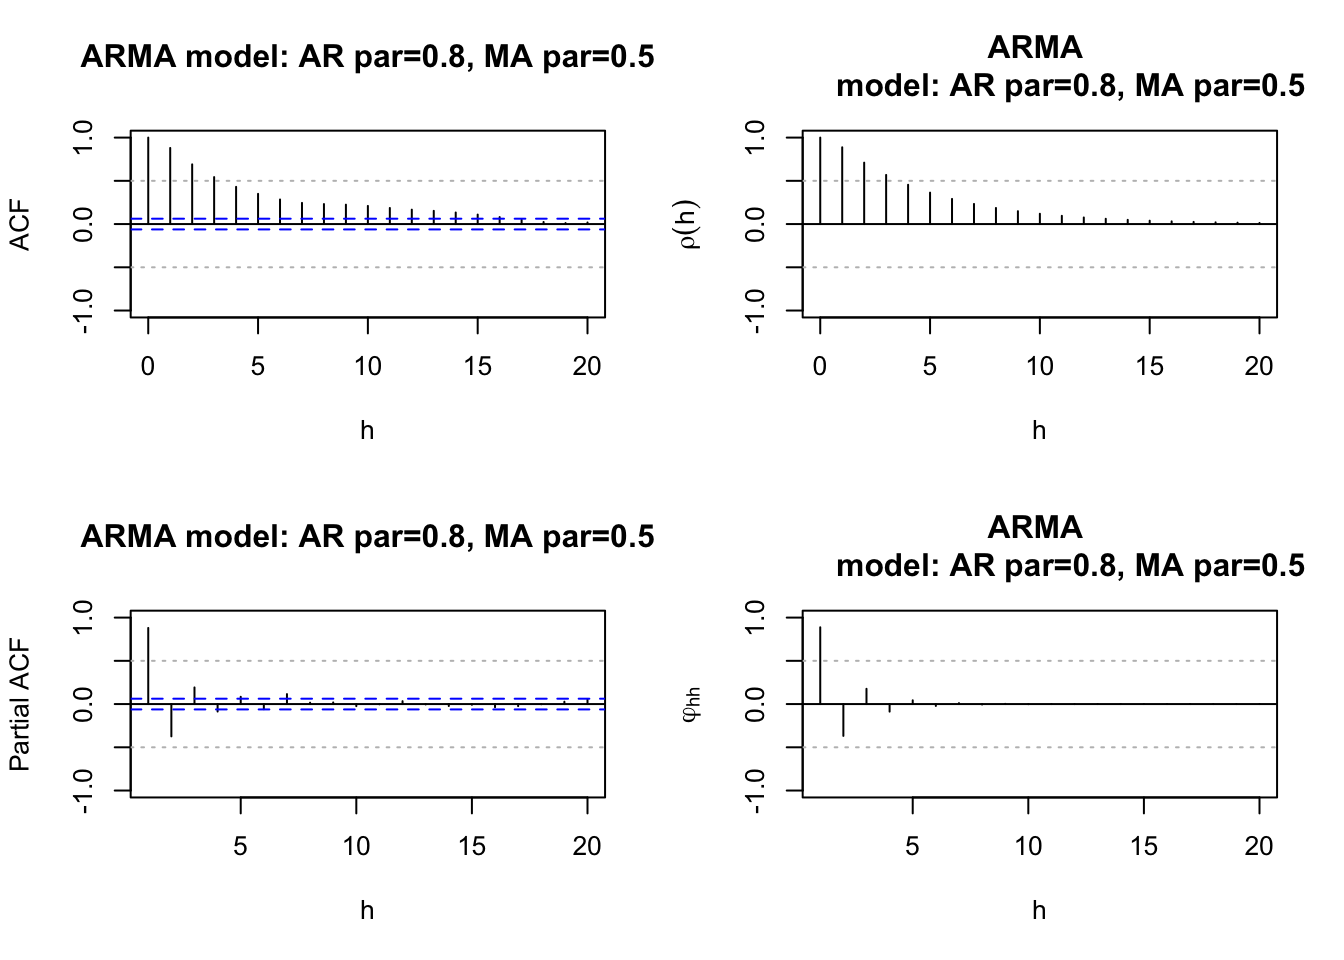 ARMA model: AR par=0.8, MA par=0.5
ACF
1.0
0.0
-1.0
0 5 10 15 20
h
ARMA
model: AR par=0.8, MA par=0.5
ρ(h)
1.0
0.0
-1.0
0 5 10 15 20
h
ARMA model: AR par=0.8, MA par=0.5
Partial ACF
1.0
0.0
-1.0
5 10 15 20
h
ARMA
model: AR par=0.8, MA par=0.5
φhh
1.0
0.0
-1.0
5 10 15 20
h